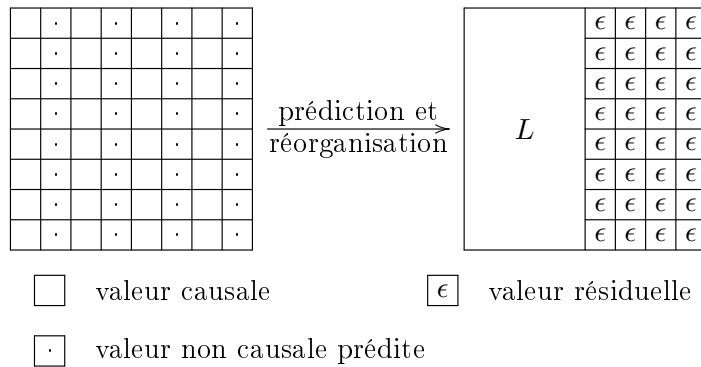 · · · · ϵ ϵ ϵ ϵ
· · · · ϵ ϵ ϵ ϵ
· · · · ϵ ϵ ϵ ϵ
· · · · prédiction et ϵ ϵ ϵ ϵ
· · · · réorganisation L ϵ ϵ ϵ ϵ
· · · · ϵ ϵ ϵ ϵ
· · · · ϵ ϵ ϵ ϵ
· · · · ϵ ϵ ϵ ϵ
valeur causale ϵ valeur résiduelle
· valeur non causale prédite